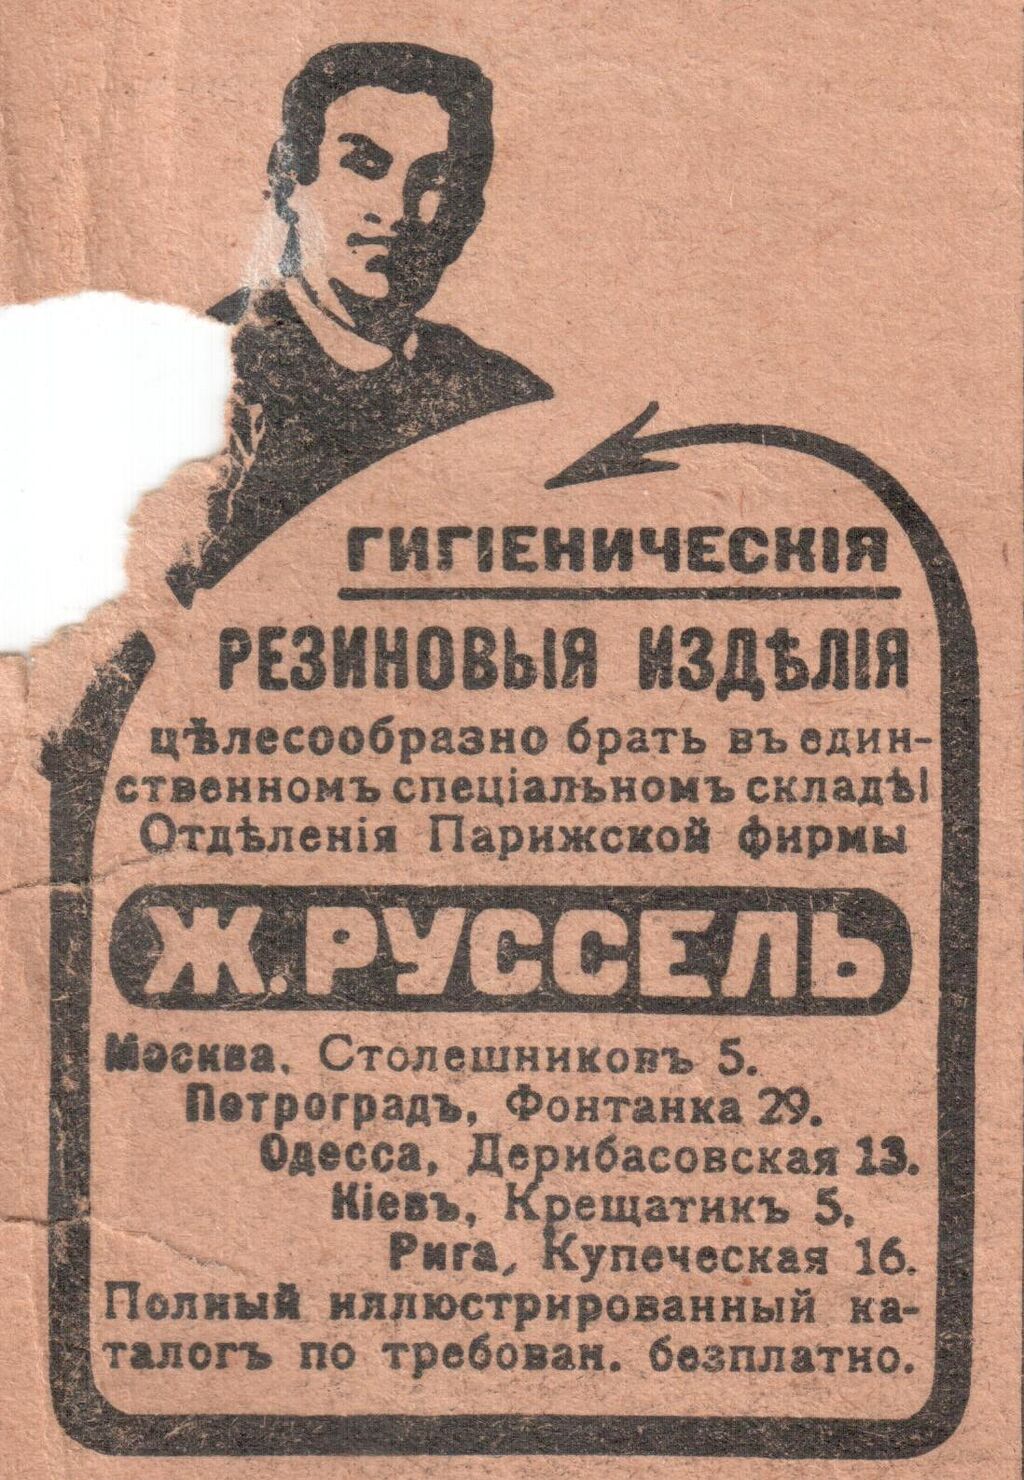 ГИГІЕНИЧЕСКІЯ
РЕЗИНОВЫЯ ИЗДѢЛІЯ
цѣлесообразно брать въ един-
ственномъ спеціальномъ складѣ!
Отдѣленія Парижской фирмы
Ж. РУССЕЛЬ
Москва, Столешниковъ 5.
Петроградъ, Фонтанка 29.
Одесса, Дерибасовская 13.
Кіевъ, Крещатикъ 5.
Рига, Купеческая 16.
Полный иллюстрированный ка-
талогъ по требован. безплатно.